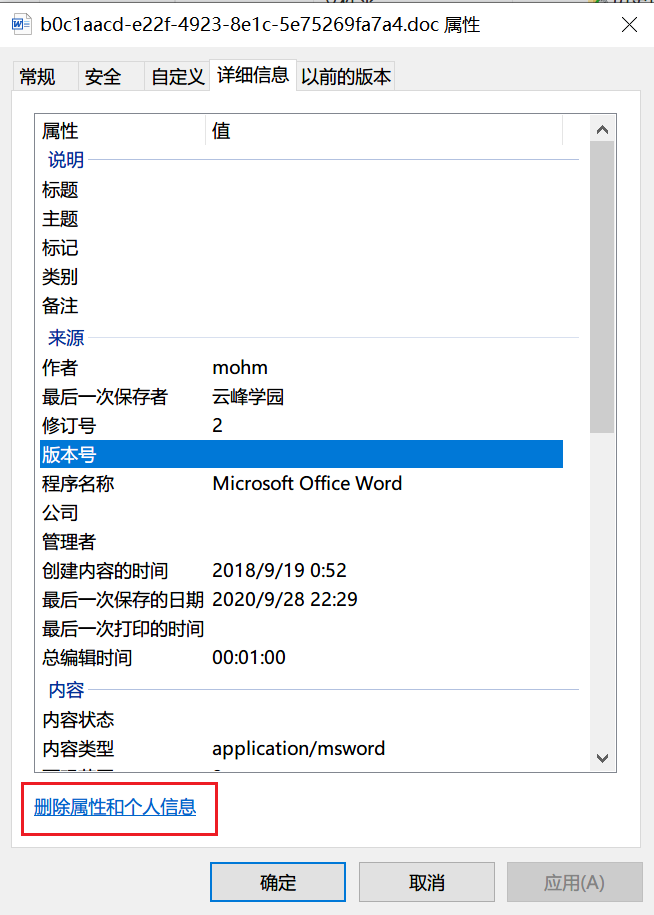 b0c1aacd-e22f-4923-8e1c-5e75269fa7a4.doc 属性
常规 安全 自定义 详细信息 以前的版本
属性 值
说明
标题
主题
标记
类别
备注
来源
作者 mohm
最后一次保存者 云峰学园
修订号 2
版本号
程序名称 Microsoft Office Word
公司
管理者
创建内容的时间 2018/9/19 0:52
最后一次保存的日期 2020/9/28 22:29
最后一次打印的时间
总编辑时间 00:01:00
内容
内容状态
内容类型 application/msword
删除属性和个人信息
确定 取消 应用(A)